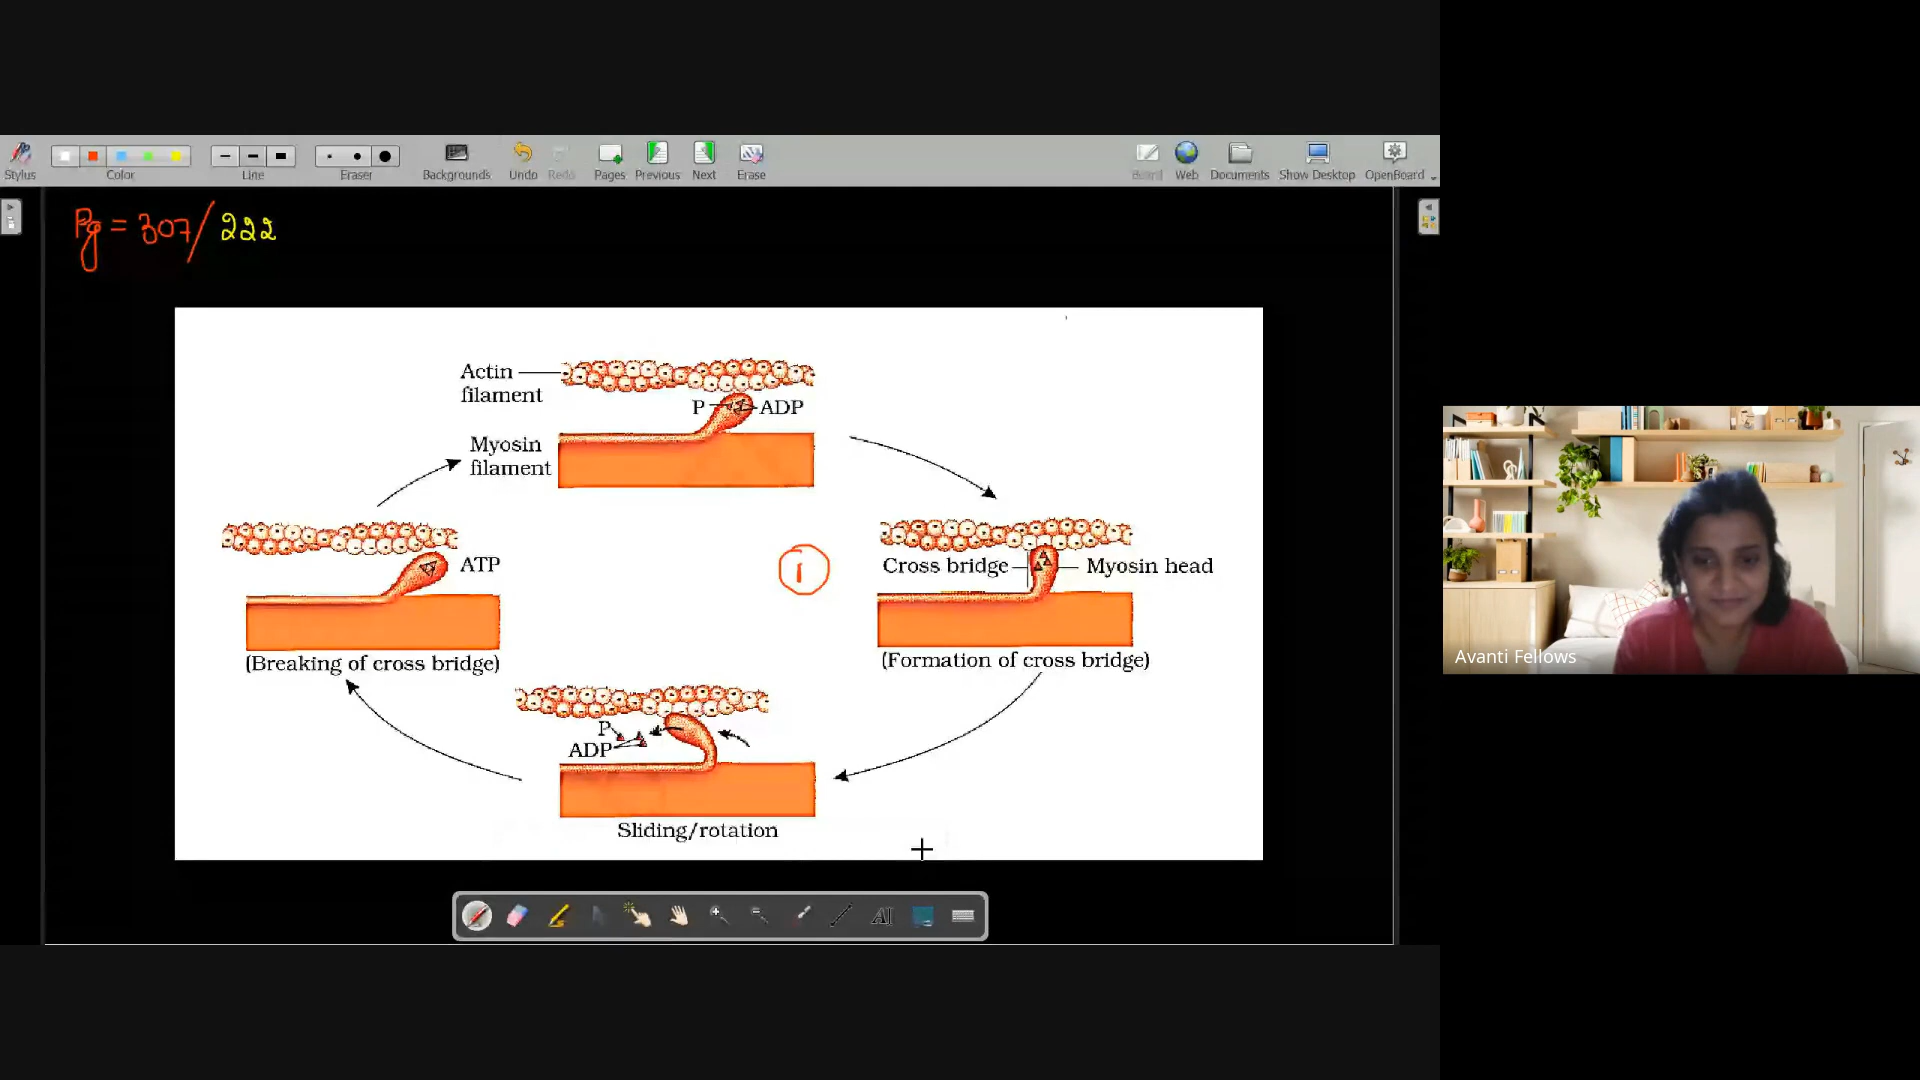 Stylus
Color
Line
Eraser
Backgrounds
Undo
Redo
Pages
Previous
Next
Erase
Board
Web
Documents
Show Desktop
OpenBoard
Pg = 307/222
Actin
filament
P
ADP
Myosin
filament
ATP
(Breaking of cross bridge)
1
Cross bridge
Myosin head
(Formation of cross bridge)
P
ADP
Sliding/rotation
AI
Avanti Fellows